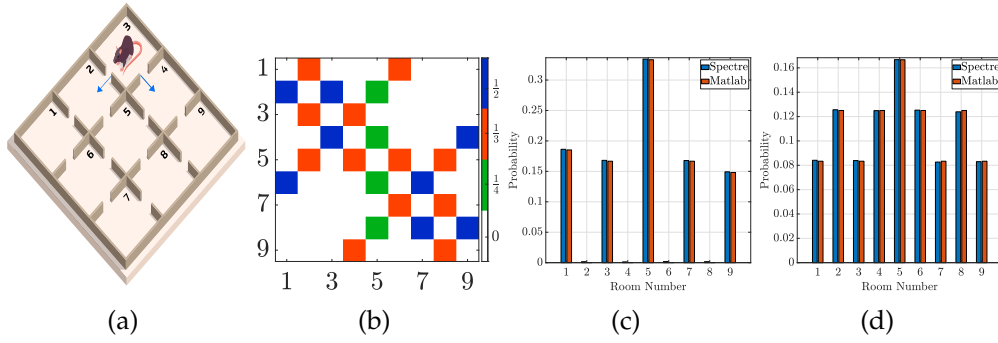 3
2
4
1
5
9
6
8
7
1
3
5
7
9
1 3 5 7 9
1/2
1/3
1/4
0
Probability
0.3
0.25
0.2
0.15
0.1
0.05
0
1 2 3 4 5 6 7 8 9
Room Number
Spectre
Matlab
Probability
0.16
0.14
0.12
0.1
0.08
0.06
0.04
0.02
0
1 2 3 4 5 6 7 8 9
Room Number
Spectre
Matlab
(a) (b) (c) (d)